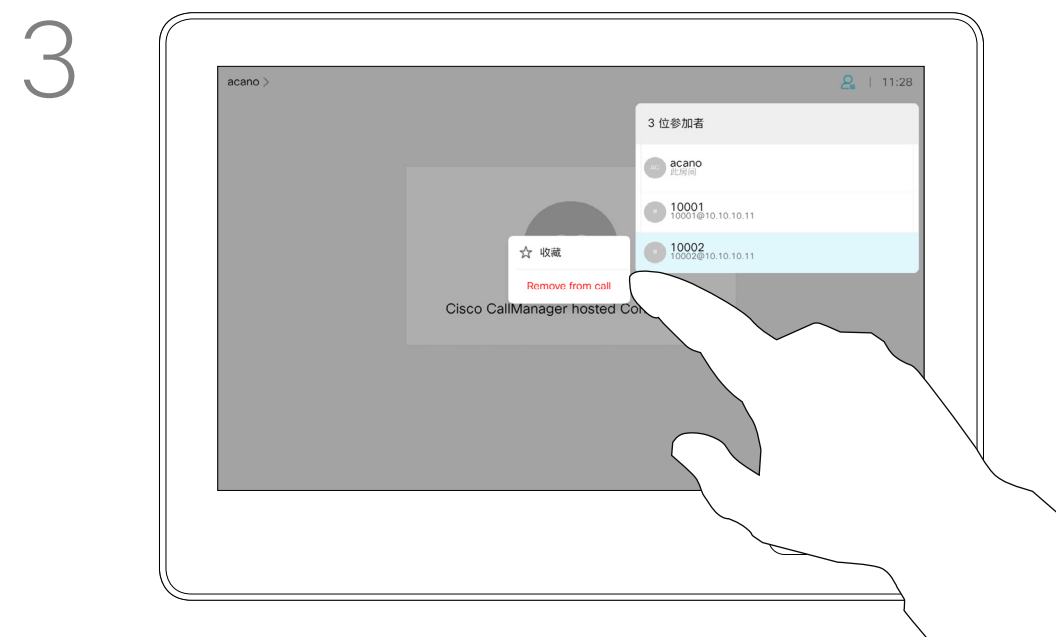 3
acano >
11:28
3 位参加者
AC
acano
此房间
10001
10001@10.10.10.11
10002
10002@10.10.10.11
收藏
Remove from call
Cisco CallManager hosted Co